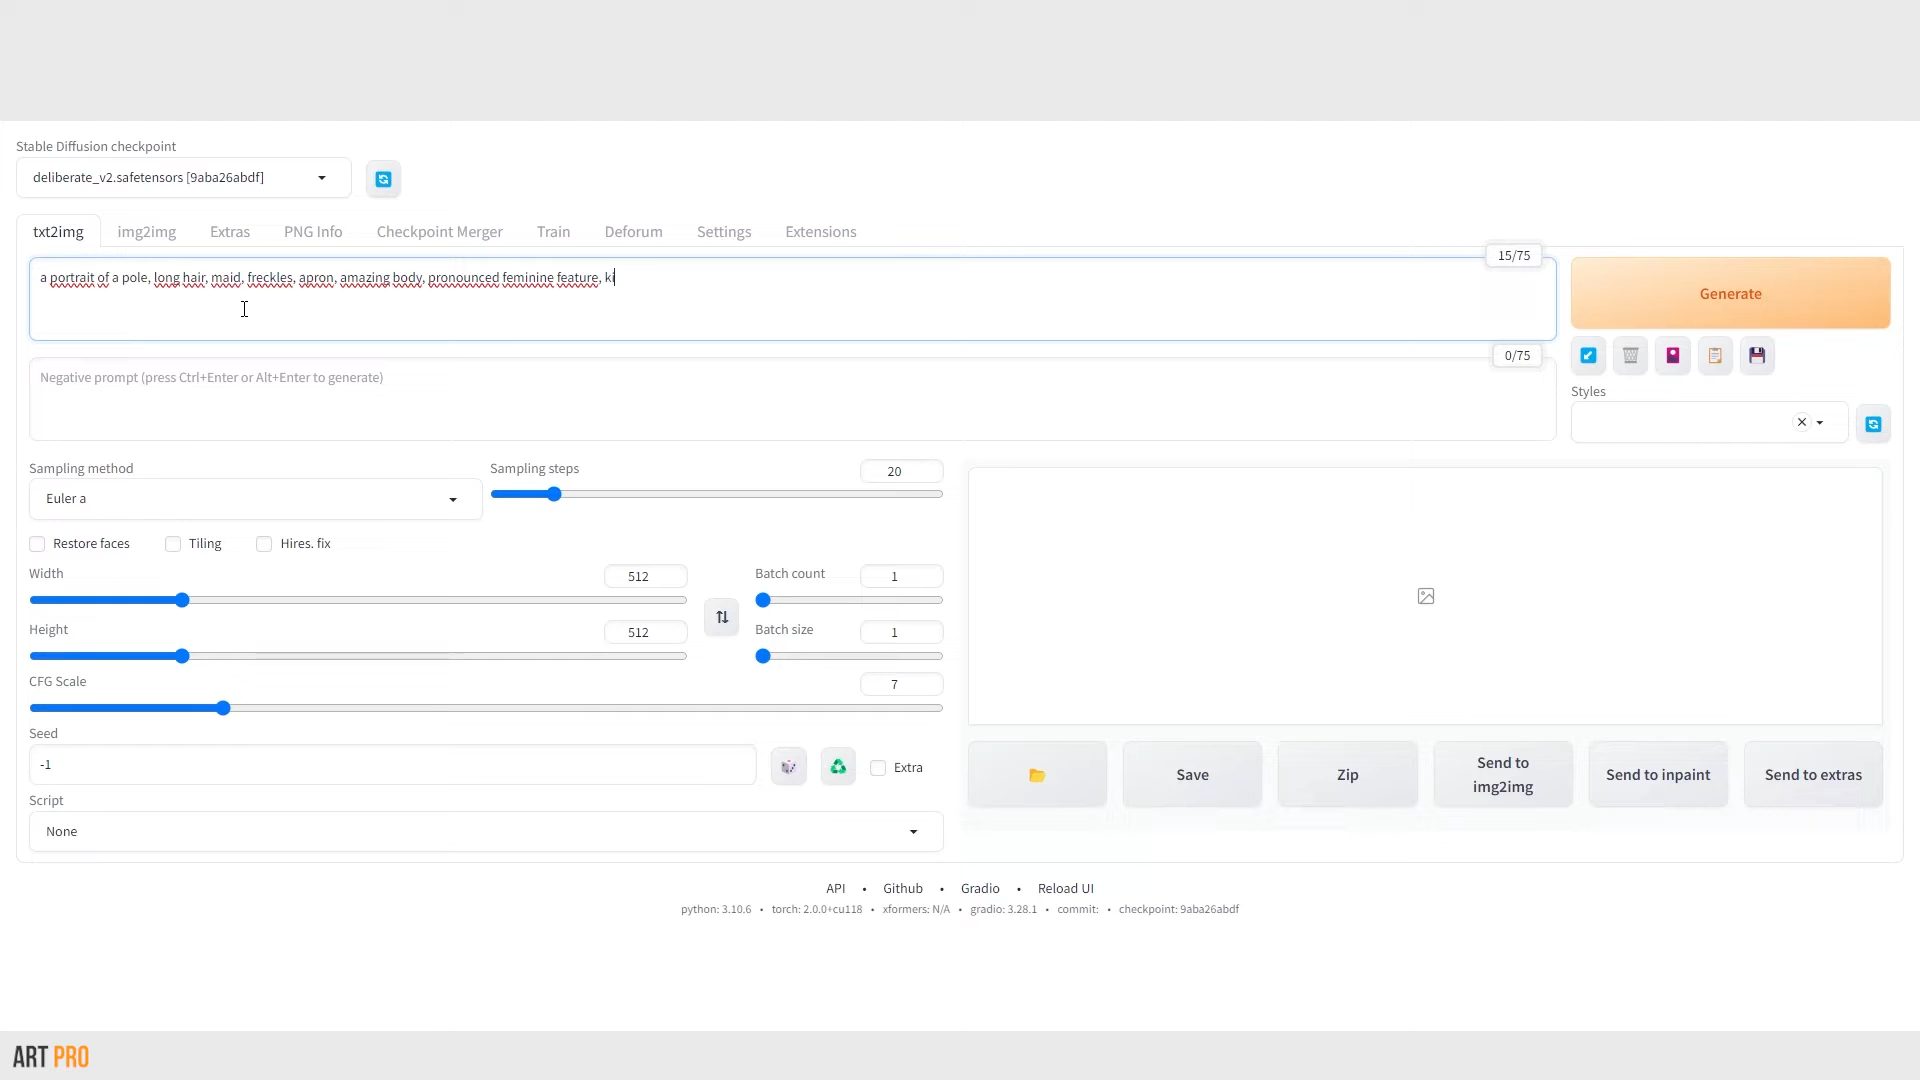 Stable Diffusion checkpoint
deliberate_v2.safetensors [9aba26abdf]
txt2img img2img Extras PNG Info Checkpoint Merger Train Deforum Settings Extensions
15/75
a portrait of a pole, long hair, maid, freckles, apron, amazing body, pronounced feminine feature, ki
Generate
0/75
Negative prompt (press Ctrl+Enter or Alt+Enter to generate)
Styles
Sampling method
Euler a
Sampling steps
20
Restore faces Tiling Hires. fix
Width
512
Batch count
1
Height
512
Batch size
1
CFG Scale
7
Seed
-1
Extra
Script
None
Save
Zip
Send to
img2img
Send to inpaint
Send to extras
API • Github • Gradio • Reload UI
python: 3.10.6 • torch: 2.0.0+cu118 • xformers: N/A • gradio: 3.28.1 • commit: • checkpoint: 9aba26abdf
ART PRO